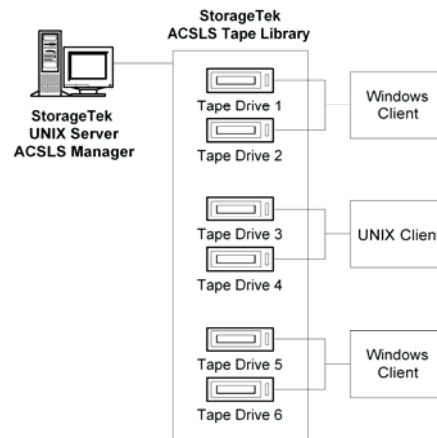 StorageTek
ACSLS Tape Library
StorageTek
UNIX Server
ACSLS Manager
Tape Drive 1
Tape Drive 2
Windows
Client
Tape Drive 3
Tape Drive 4
UNIX Client
Tape Drive 5
Tape Drive 6
Windows
Client